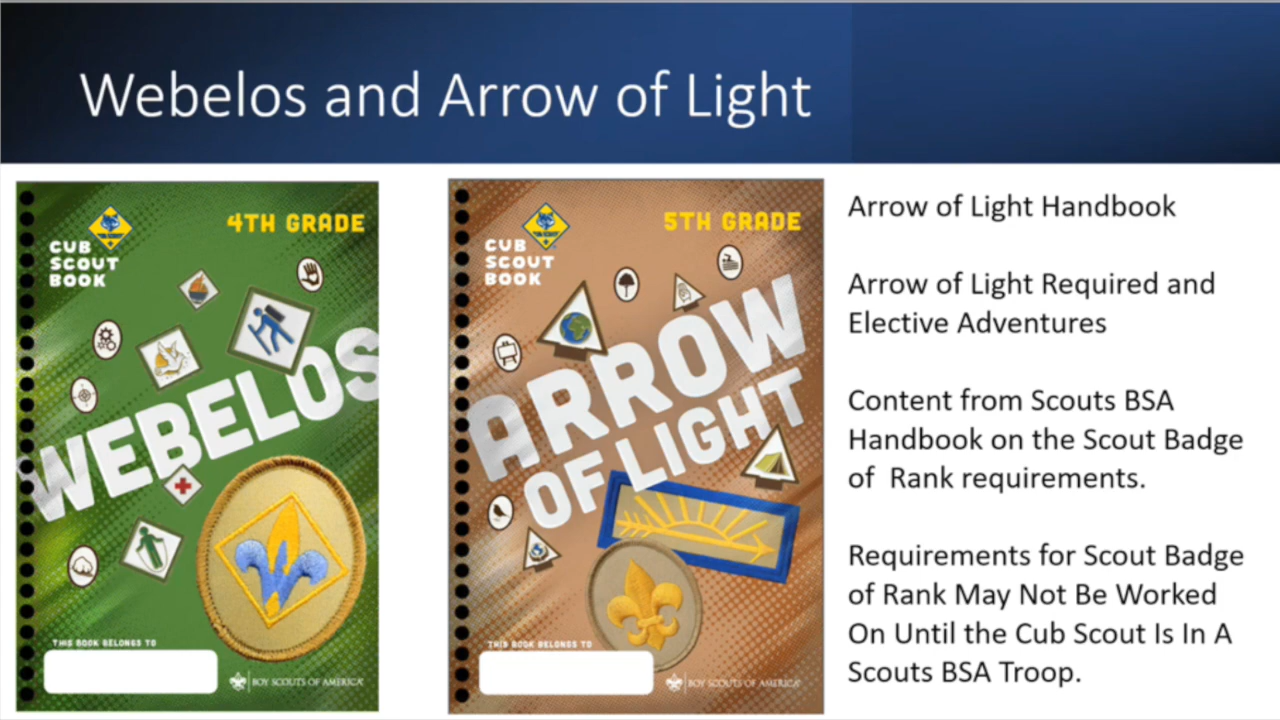 Webelos and Arrow of Light
4TH GRADE
CUB
SCOUT
BOOK
WEBELOS
THIS BOOK BELONGS TO
BOY SCOUTS OF AMERICA
5TH GRADE
CUB
SCOUT
BOOK
ARROW
OF LIGHT
THIS BOOK BELONGS TO
BOY SCOUTS OF AMERICA
Arrow of Light Handbook
Arrow of Light Required and
Elective Adventures
Content from Scouts BSA
Handbook on the Scout Badge
of  Rank requirements.
Requirements for Scout Badge
of Rank May Not Be Worked
On Until the Cub Scout Is In A
Scouts BSA Troop.